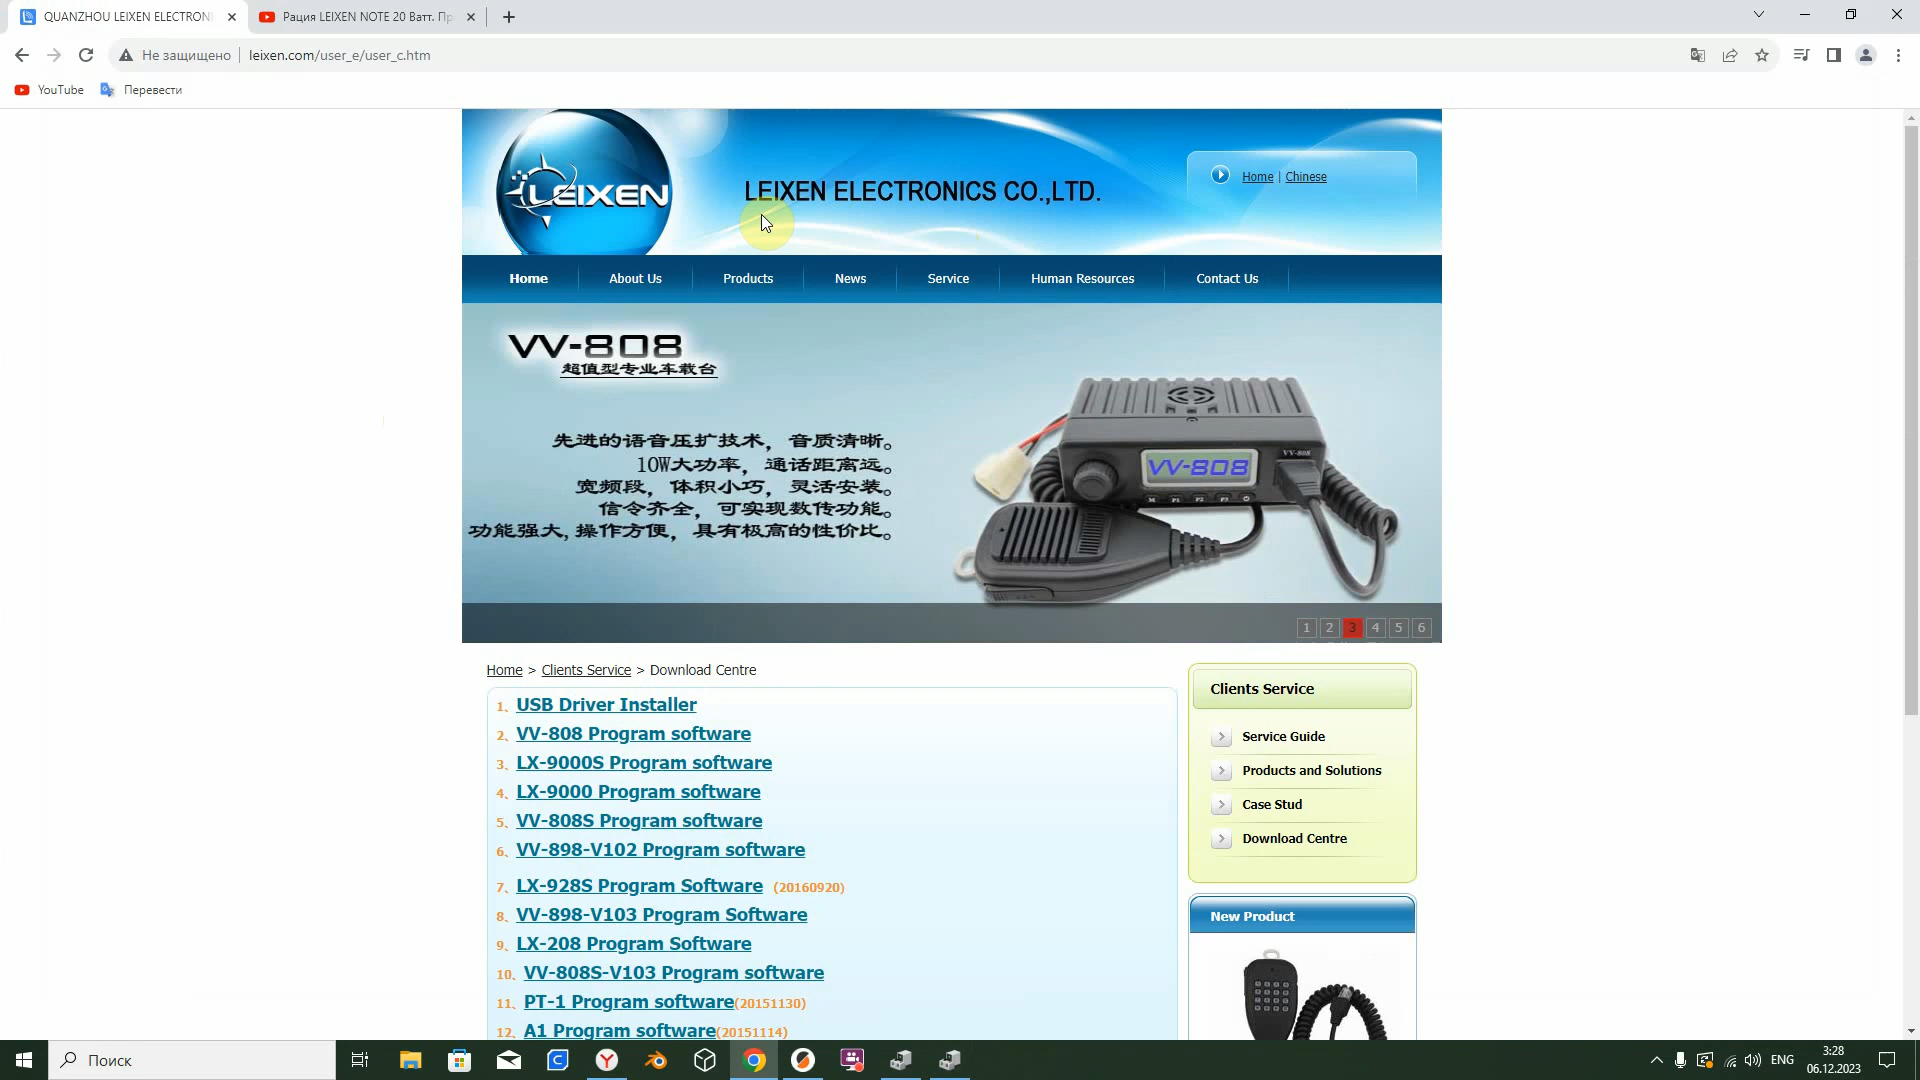 QUANZHOU LEIXEN ELECTRONI
Рация LEIXEN NOTE 20 Ватт. Пр
Не защищено
leixen.com/user_e/user_c.htm
YouTube
Перевести
LEIXEN
LEIXEN ELECTRONICS CO.,LTD.
Home | Chinese
Home
About Us
Products
News
Service
Human Resources
Contact Us
VV-808
超值型专业车载台
先进的语音压扩技术，音质清晰。
10W大功率，通话距离远。
宽频段，体积小巧，灵活安装。
信令齐全，可实现数传功能。
功能强大,操作方便，具有极高的性价比。
VV-808
VV-808
M P1 P2 P3
1 2 3 4 5 6
Home > Clients Service > Download Centre
1、USB Driver Installer
2、VV-808 Program software
3、LX-9000S Program software
4、LX-9000 Program software
5、VV-808S Program software
6、VV-898-V102 Program software
7、LX-928S Program Software (20160920)
8、VV-898-V103 Program Software
9、LX-208 Program Software
10、VV-808S-V103 Program software
11、PT-1 Program software(20151130)
12、A1 Program software(20151114)
Clients Service
Service Guide
Products and Solutions
Case Stud
Download Centre
New Product
Поиск
ENG
3:28
06.12.2023